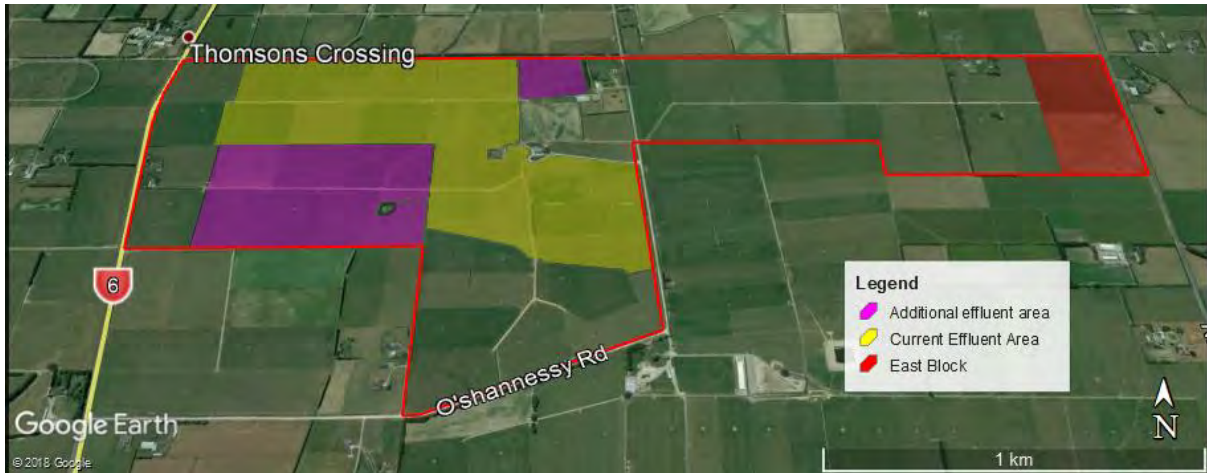 Thomsons Crossing
6
Legend
Additional effluent area
Current Effluent Area
East Block
O'shannessy Rd
Google Earth
© 2018 Google
N
1 km